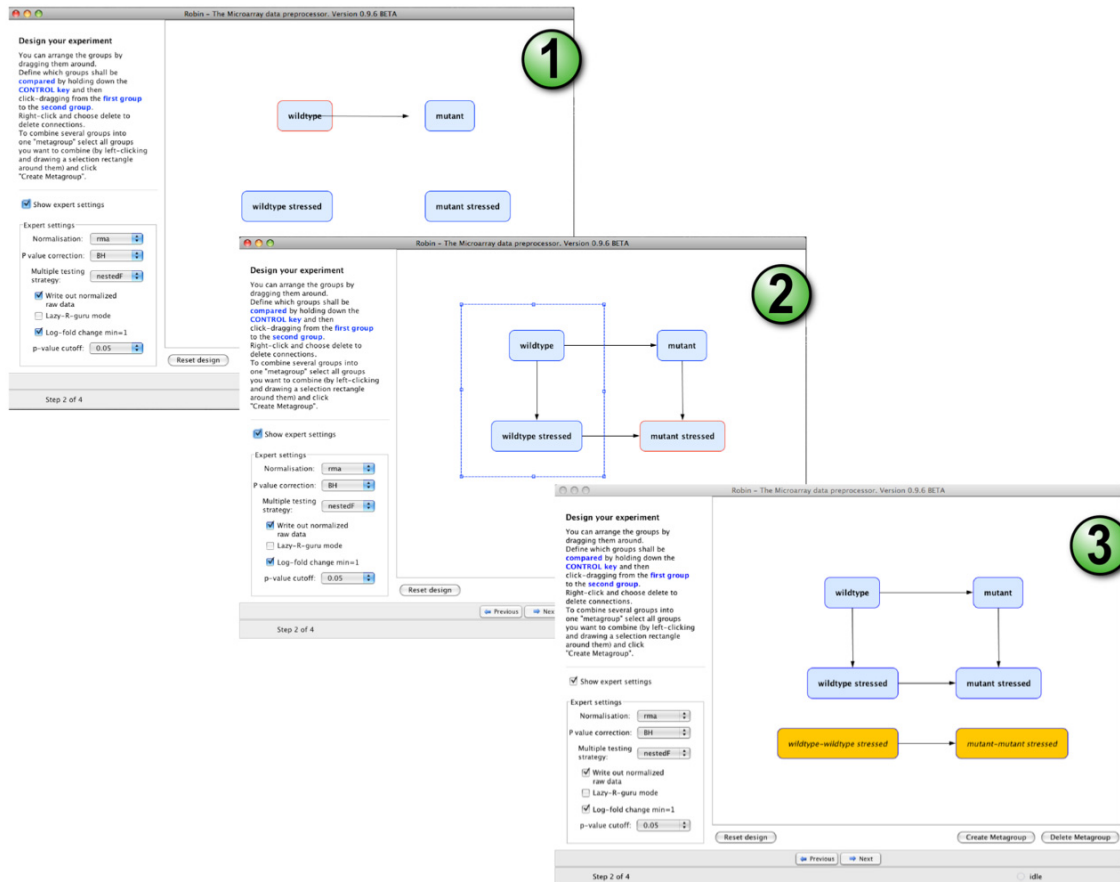 Robin - The Microarray data preprocessor. Version 0.9.6 BETA
1
Design your experiment
You can arrange the groups by
dragging them around.
Define which groups shall be
compared by holding down the
CONTROL key and then
click-dragging from the first group
to the second group.
Right-click and choose delete to
delete connections.
To combine several groups into
one "metagroup" select all groups
you want to combine (by left-clicking
and drawing a selection rectangle
around them) and click
"Create Metagroup".
Show expert settings
Expert settings
Normalisation: rma
P value correction: BH
Multiple testing
strategy: nestedF
Write out normalized
raw data
Lazy-R-guru mode
Log-fold change min=1
p-value cutoff: 0.05
wildtype
mutant
wildtype stressed
mutant stressed
Reset design
Step 2 of 4
Robin - The Microarray data preprocessor. Version 0.9.6 BETA
2
Design your experiment
You can arrange the groups by
dragging them around.
Define which groups shall be
compared by holding down the
CONTROL key and then
click-dragging from the first group
to the second group.
Right-click and choose delete to
delete connections.
To combine several groups into
one "metagroup" select all groups
you want to combine (by left-clicking
and drawing a selection rectangle
around them) and click
"Create Metagroup".
Show expert settings
Expert settings
Normalisation: rma
P value correction: BH
Multiple testing
strategy: nestedF
Write out normalized
raw data
Lazy-R-guru mode
Log-fold change min=1
p-value cutoff: 0.05
wildtype
mutant
wildtype stressed
mutant stressed
Reset design
Previous
Step 2 of 4
Robin - The Microarray data preprocessor. Version 0.9.6 BETA
3
Design your experiment
You can arrange the groups by
dragging them around.
Define which groups shall be
compared by holding down the
CONTROL key and then
click-dragging from the first group
to the second group.
Right-click and choose delete to
delete connections.
To combine several groups into
one "metagroup" select all groups
you want to combine (by left-clicking
and drawing a selection rectangle
around them) and click
"Create Metagroup".
Show expert settings
Expert settings
Normalisation: rma
P value correction: BH
Multiple testing
strategy: nestedF
Write out normalized
raw data
Lazy-R-guru mode
Log-fold change min=1
p-value cutoff: 0.05
wildtype
mutant
wildtype stressed
mutant stressed
wildtype-wildtype stressed
mutant-mutant stressed
Reset design
Create Metagroup
Delete Metagroup
Previous
Next
Step 2 of 4
idle